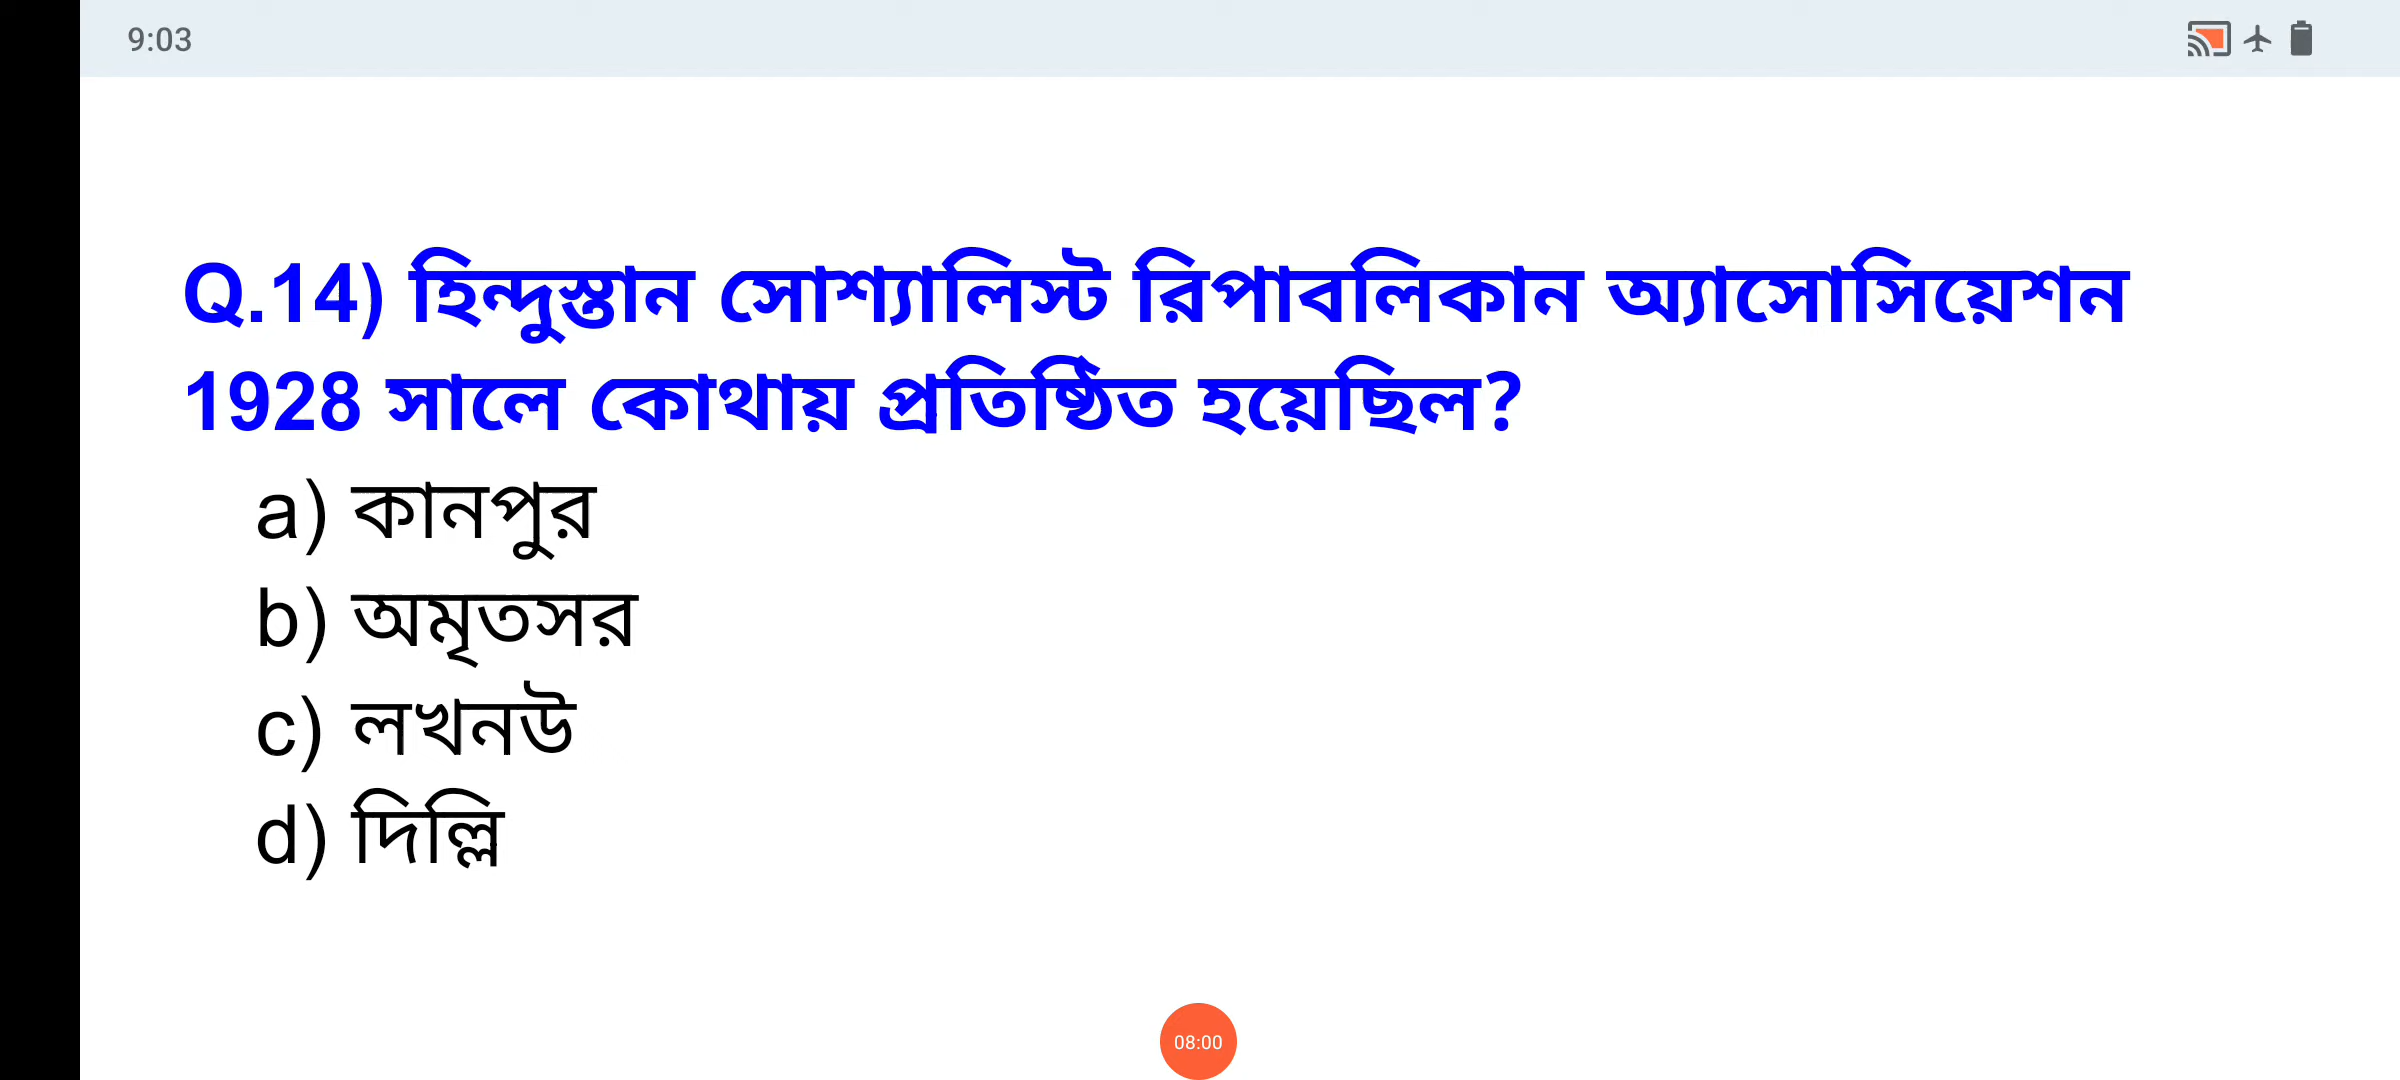 9:03
Q.14) হিন্দুস্তান সোশ্যালিস্ট রিপাবলিকান অ্যাসোসিয়েশন
1928 সালে কোথায় প্রতিষ্ঠিত হয়েছিল?
a) কানপুর
b) অমৃতসর
c) লখনউ
d) দিল্লি
08:00